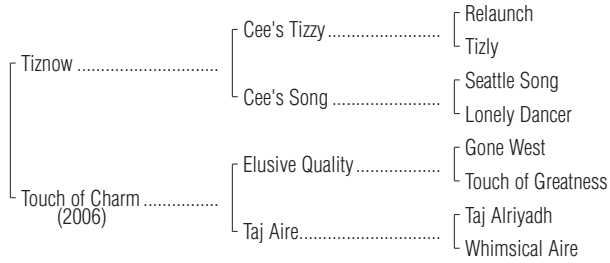 Relaunch
Cee's Tizzy
Tizly
Tiznow
Seattle Song
Cee's Song
Lonely Dancer
Gone West
Elusive Quality
Touch of Greatness
Touch of Charm
(2006)
Taj Alriyadh
Taj Aire
Whimsical Aire